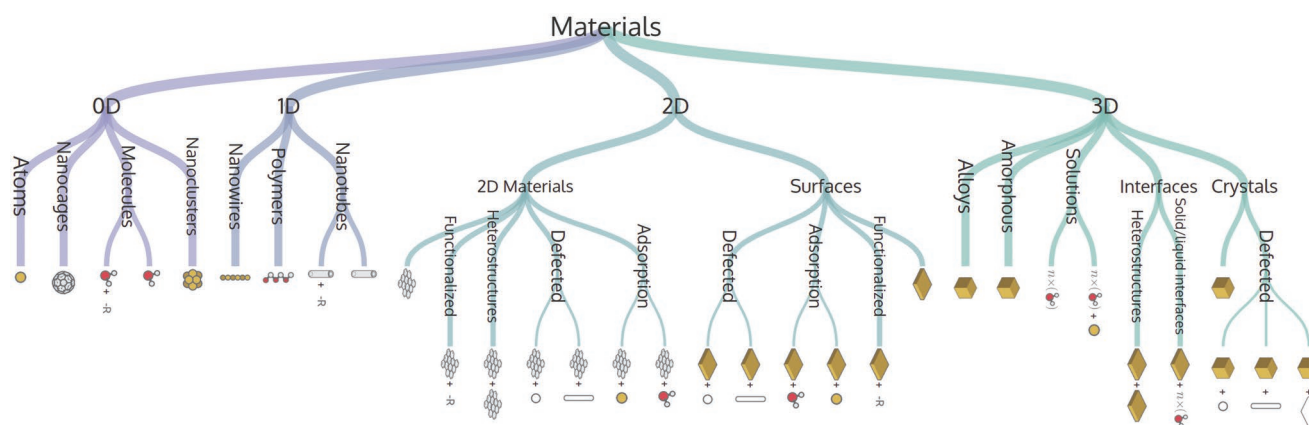 Materials
0D
1D
2D
3D
Atoms
Nanocages
Molecules
Nanoclusters
Nanowires
Polymers
Nanotubes
2D Materials
Surfaces
Alloys
Amorphous
Solutions
Interfaces
Crystals
Functionalized
Heterostructures
Defected
Adsorption
Defected
Adsorption
Functionalized
Heterostructures
Solid/liquid interfaces
Defected
+ -R
+ -R
n×( )
n×( ) +
+ -R
+
+
+
+
+
+
+
+
+
+ -R
+
+ n×(
+
+
+